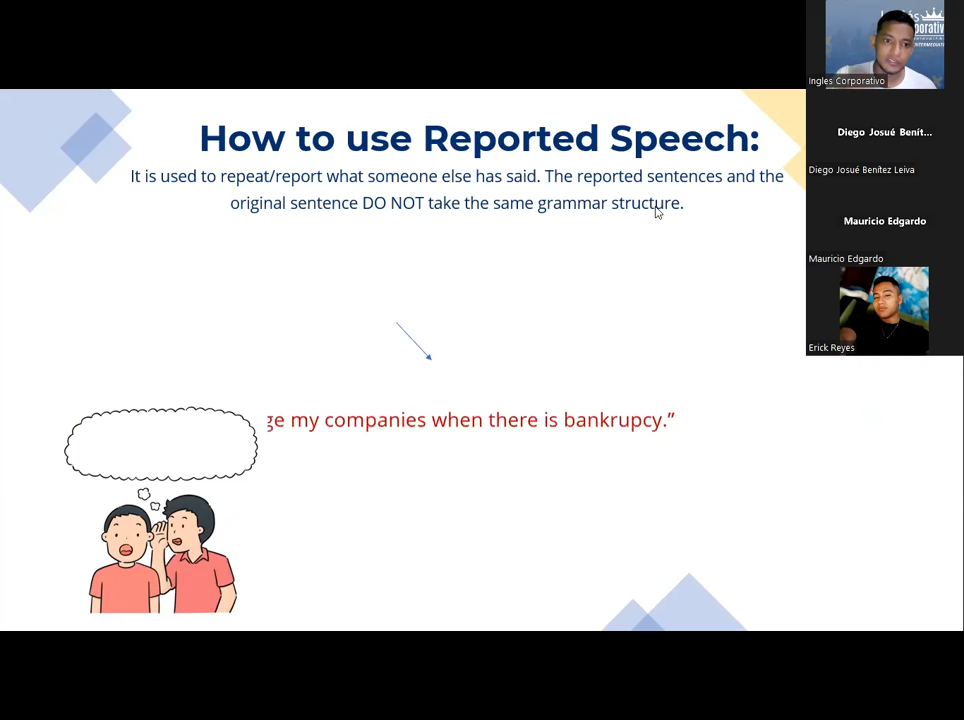 How to use Reported Speech:
It is used to repeat/report what someone else has said. The reported sentences and the
original sentence DO NOT take the same grammar structure.
ge my companies when there is bankrupcy.”
Ingles Corporativo
Diego Josué Benít...
Diego Josué Benítez Leiva
Mauricio Edgardo
Mauricio Edgardo
Erick Reyes